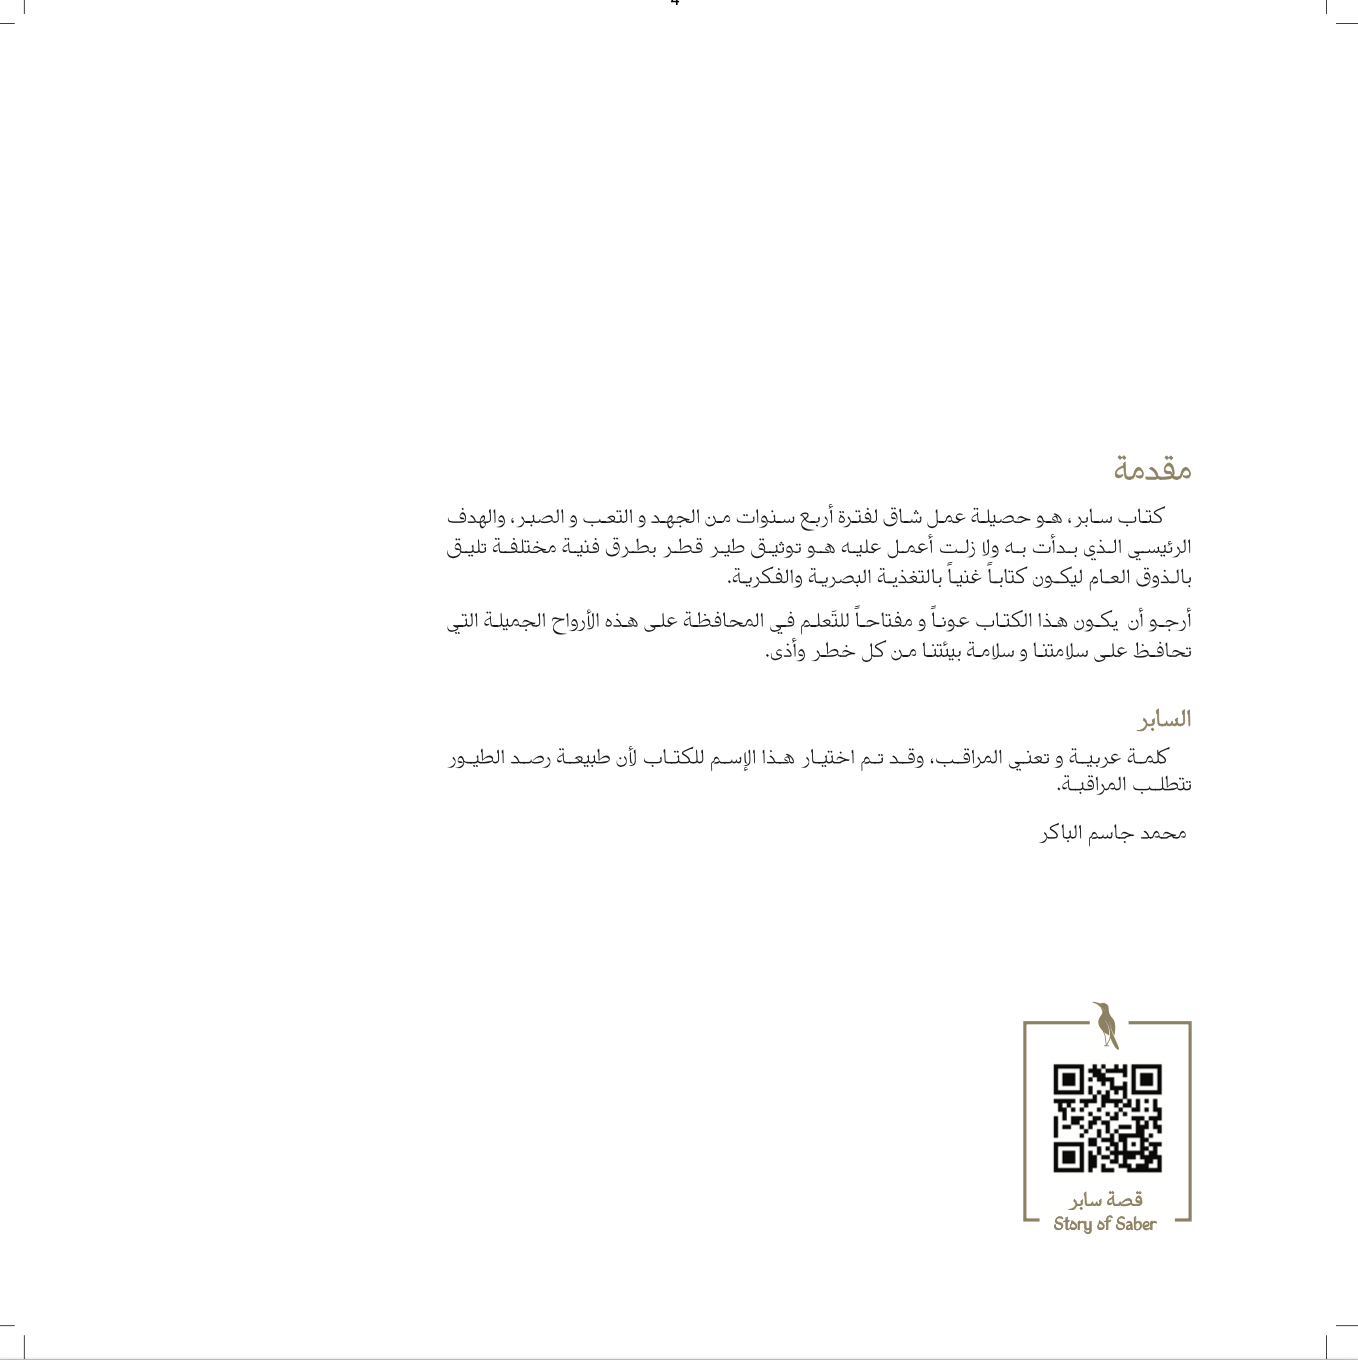 4
مقدمة
كتاب سابر، هو حصيلة عمل شاق لفترة أربع سنوات من الجهد و التعب و الصبر، والهدف
الرئيسي الذي بدأت به ولا زلت أعمل عليه هو توثيق طير قطر بطرق فنية مختلفة تليق
بالذوق العام ليكون كتاباً غنياً بالتغذية البصرية والفكرية.
أرجو أن يكون هذا الكتاب عوناً و مفتاحاً للتَعلم في المحافظة على هذه الأرواح الجميلة التي
تحافظ على سلامتنا و سلامة بيئتنا من كل خطر وأذى.
السابر
كلمة عربية و تعني المراقب، وقد تم اختيار هذا الإسم للكتاب لأن طبيعة رصد الطيور
تتطلب المراقبة.
محمد جاسم الباكر
قصة سابر
Story of Saber